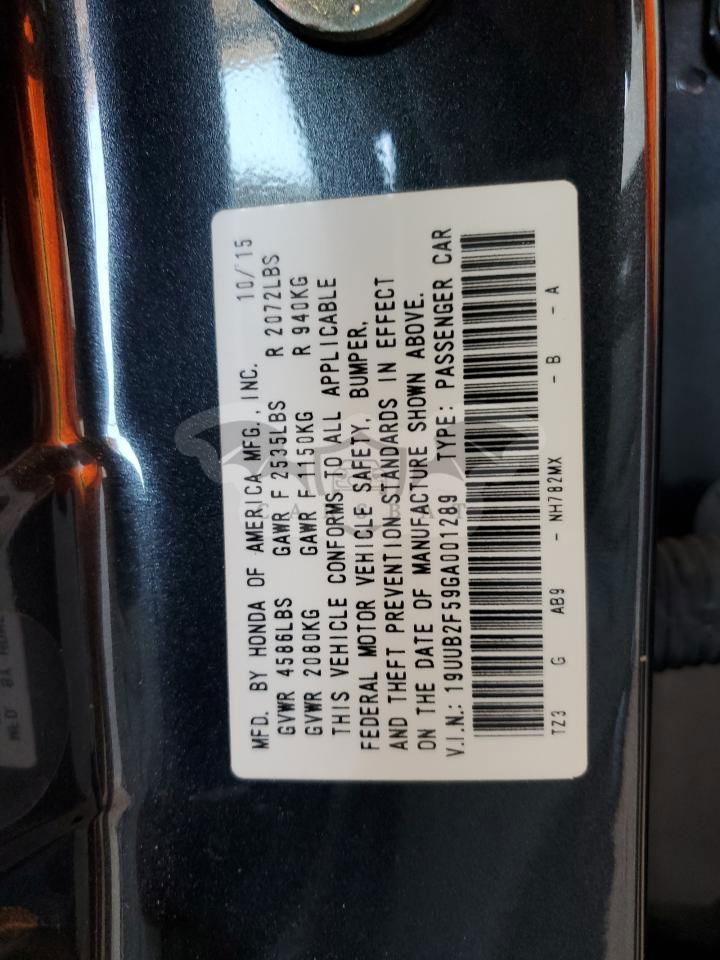 MFD. BY HONDA OF AMERICA MFG., INC. 10/15
GVWR 4586LBS GAWR F 2535LBS R 2072LBS
GVWR 2080KG GAWR F 1150KG R 940KG
THIS VEHICLE CONFORMS TO ALL APPLICABLE
FEDERAL MOTOR VEHICLE SAFETY, BUMPER,
AND THEFT PREVENTION STANDARDS IN EFFECT
ON THE DATE OF MANUFACTURE SHOWN ABOVE.
V.I.N.: 19UUB2F59GA001289 TYPE: PASSENGER CAR
TZ3 G AB9 - NH782MX - B - A